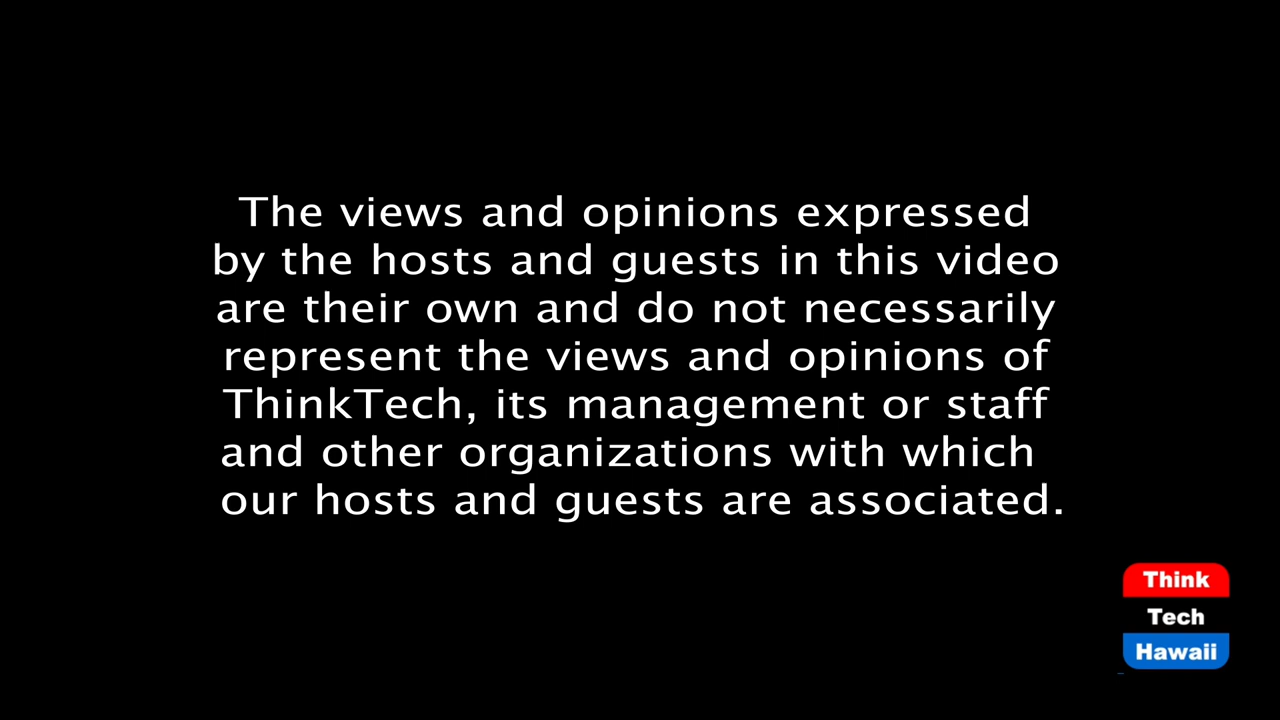 The views and opinions expressed
by the hosts and guests in this video
are their own and do not necessarily
represent the views and opinions of
ThinkTech, its management or staff
and other organizations with which
our hosts and guests are associated.
Think
Tech
Hawaii